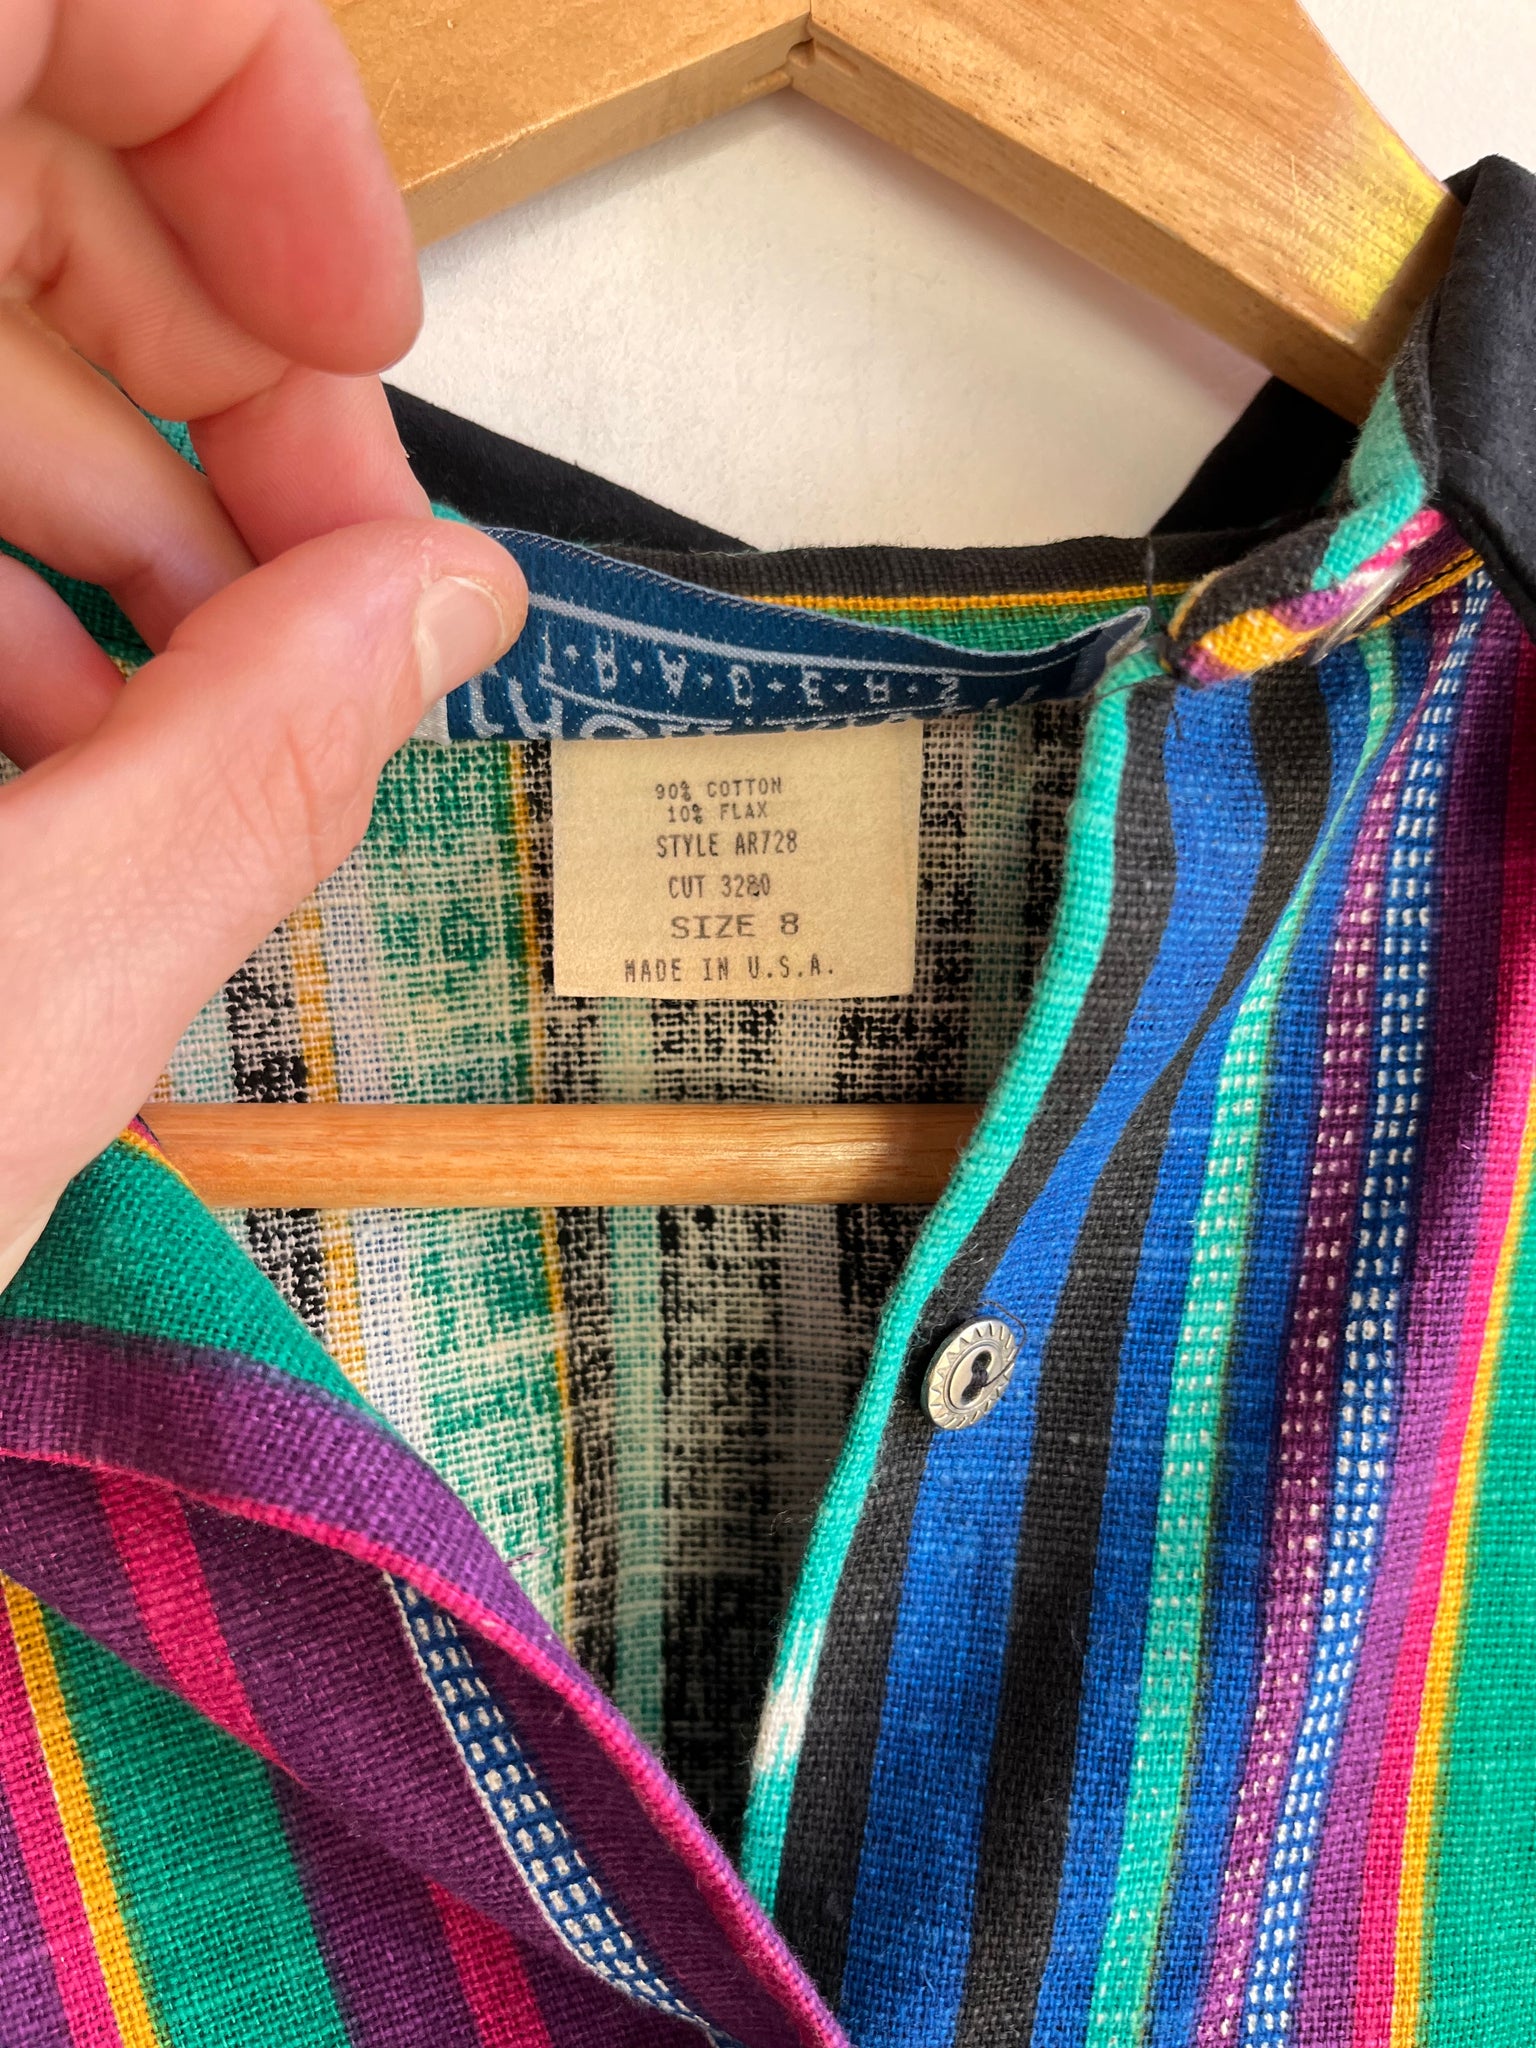 90% COTTON
10% FLAX
STYLE AR728
CUT 3280
SIZE 8
MADE IN U.S.A.